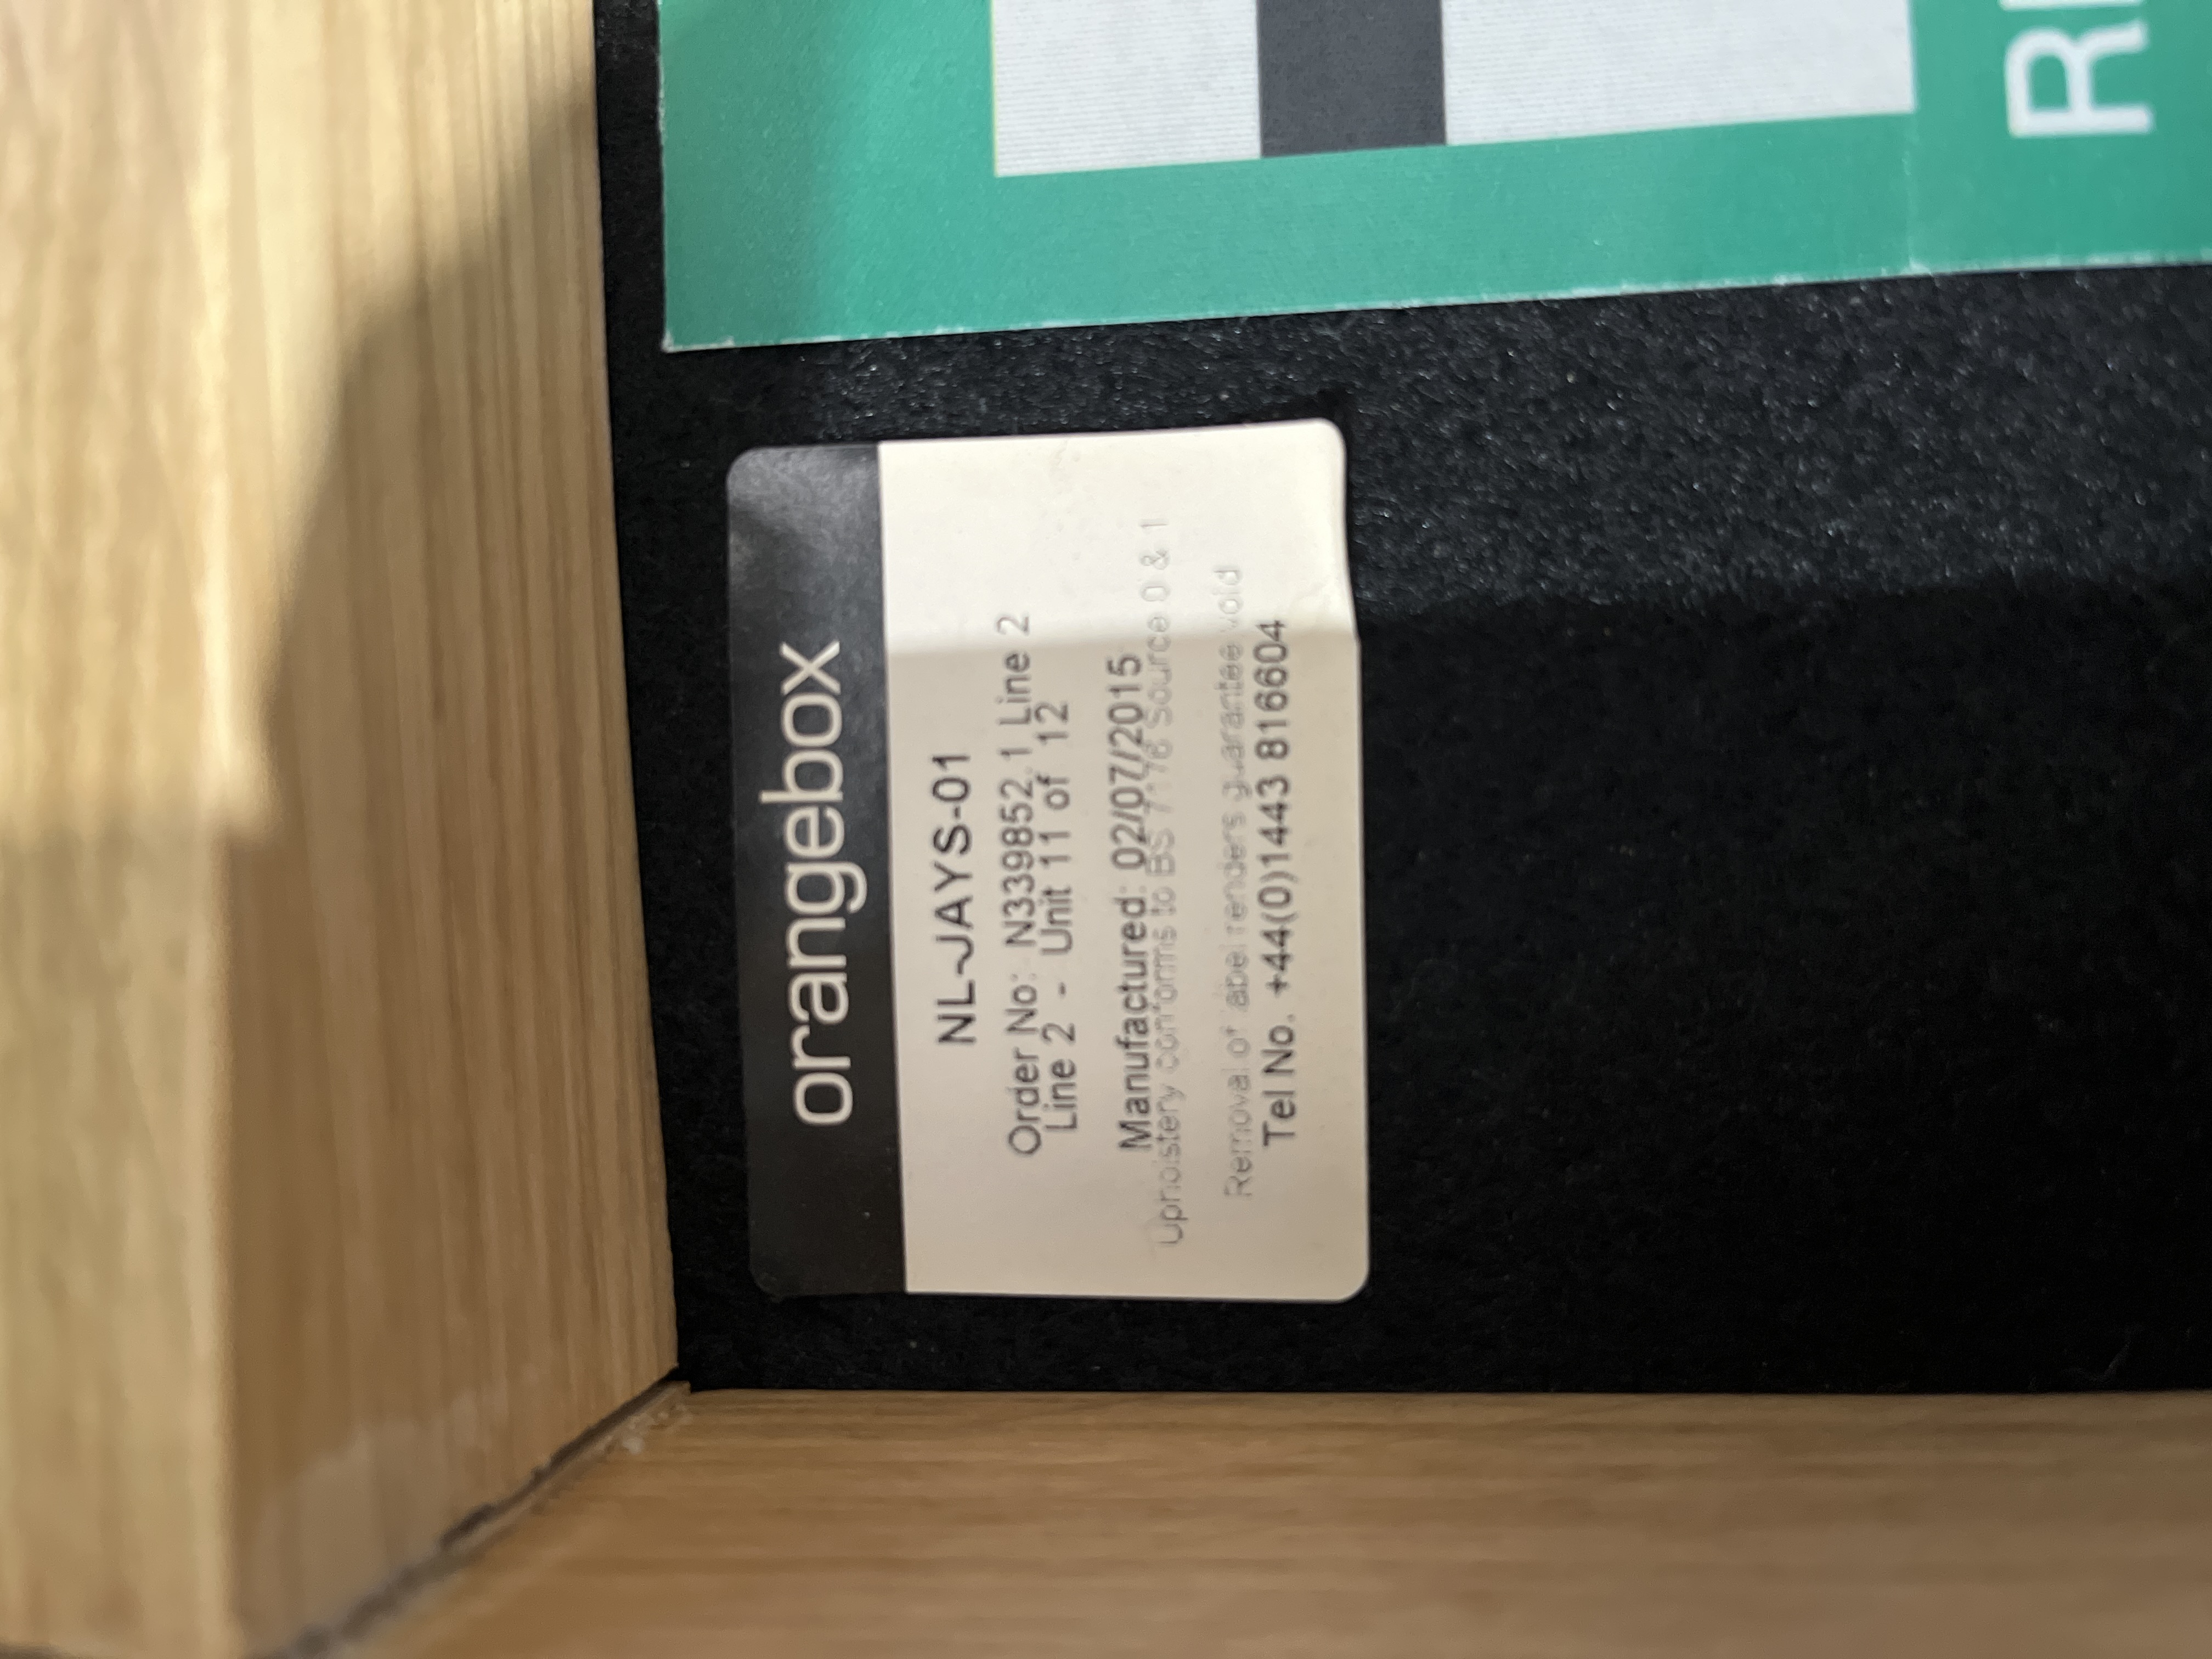 orangebox
NL-JAYS-01
Order No: N339852.1 Line 2
Line 2 - Unit 11 of 12
Manufactured: 02/07/2015
Upholstery conforms to BS 7176 Source 0 & 1
Removal of label renders guarantee void
Tel No. +44(0)1443 816604